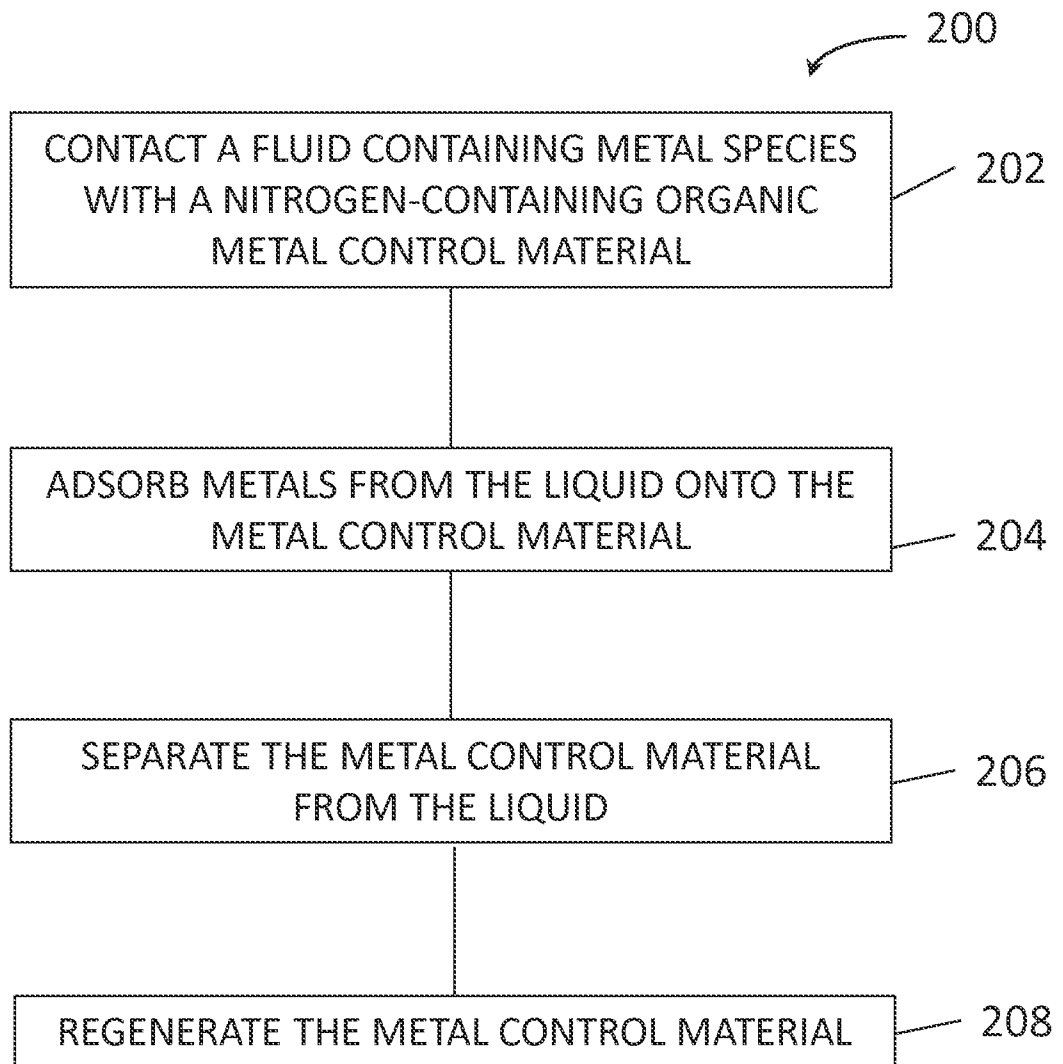 200
CONTACT A FLUID CONTAINING METAL SPECIES
WITH A NITROGEN-CONTAINING ORGANIC
METAL CONTROL MATERIAL
202
ADSORB METALS FROM THE LIQUID ONTO THE
METAL CONTROL MATERIAL
204
SEPARATE THE METAL CONTROL MATERIAL
FROM THE LIQUID
206
REGENERATE THE METAL CONTROL MATERIAL
208